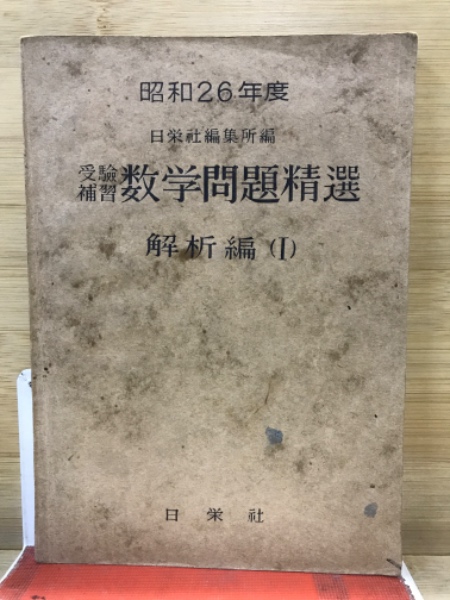 昭和26年度
日栄社編集所編
受驗補習 数学問題精選
解析編(I)
日栄社